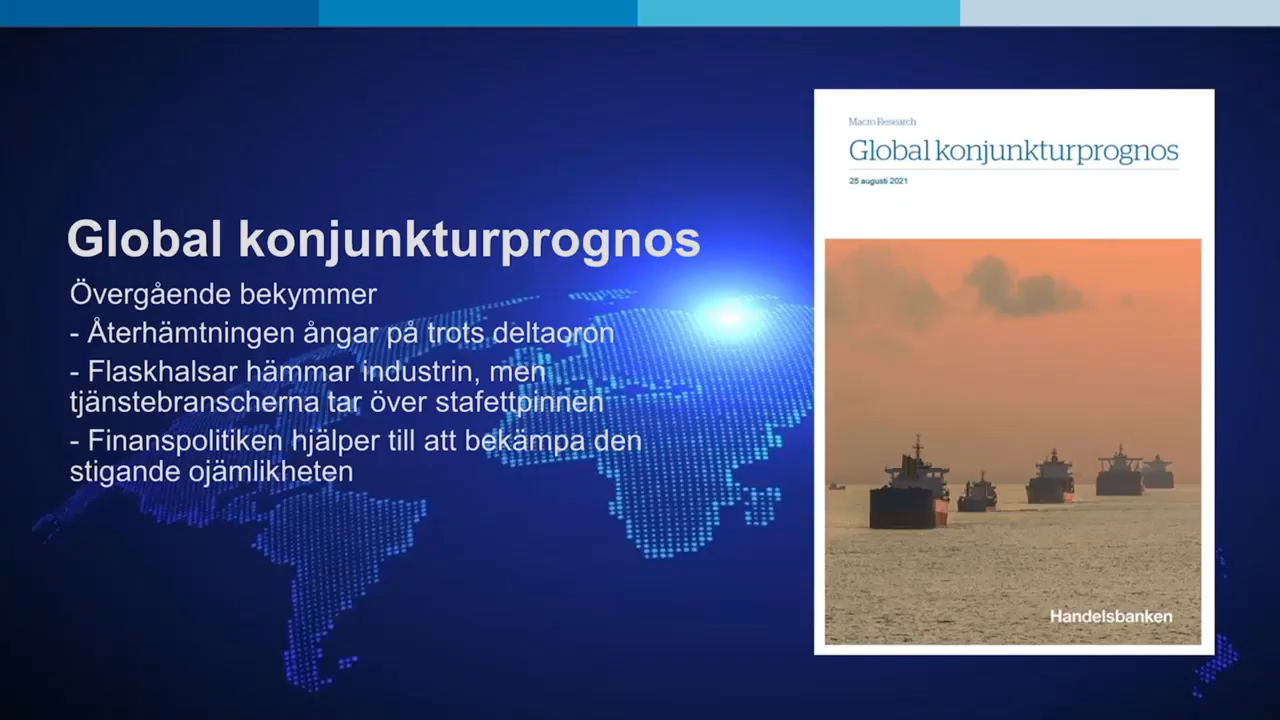 Global konjunkturprognos
Övergående bekymmer
- Återhämtningen ångar på trots deltaoron
- Flaskhalsar hämmar industrin, men
tjänstebranscherna tar över stafettpinnen
- Finanspolitiken hjälper till att bekämpa den
stigande ojämlikheten
Macro Research
Global konjunkturprognos
25 augusti 2021
Handelsbanken